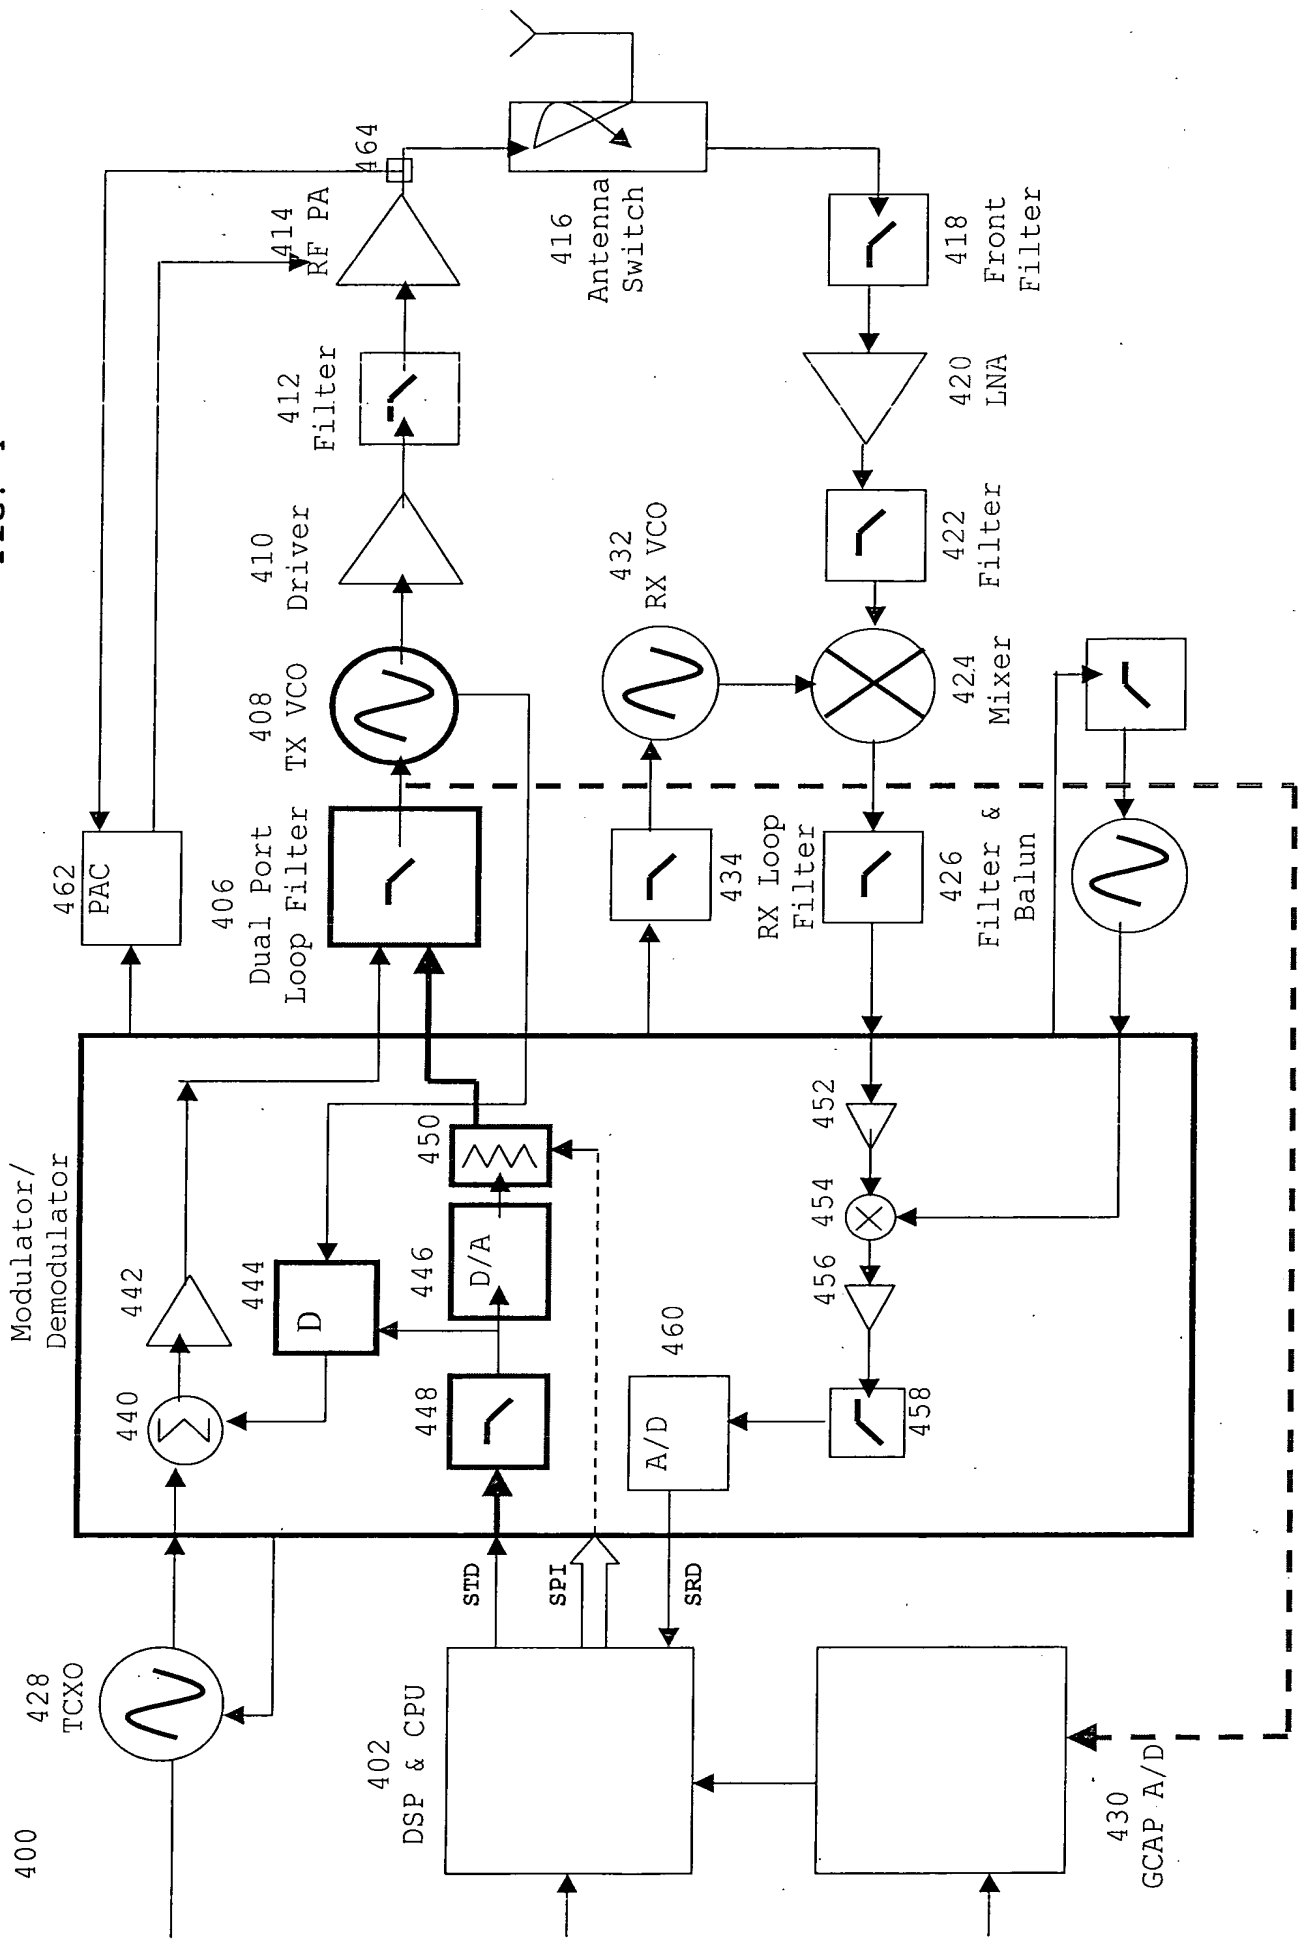 400
428
TCXO
Modulator/
Demodulator
440
442
444
D
462
PAC
406
Dual Port
Loop Filter
408
TX VCO
410
Driver
412
Filter
414
RF PA
464
402
DSP & CPU
STD
SPI
SRD
448
446
D/A
450
416
Antenna
Switch
A/D
460
458
456
454
452
434
RX Loop
Filter
432
RX VCO
426
Filter &
Balun
424
Mixer
422
Filter
420
LNA
418
Front
Filter
430
GCAP A/D